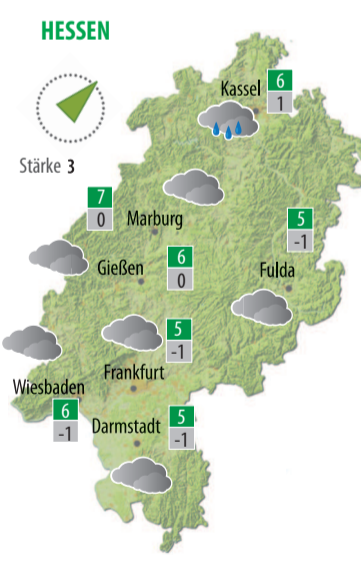 HESSEN
Kassel
6
1
Stärke 3
7
0
Marburg
5
-1
Gießen
6
0
Fulda
5
-1
Frankfurt
Wiesbaden
6
-1
Darmstadt
5
-1